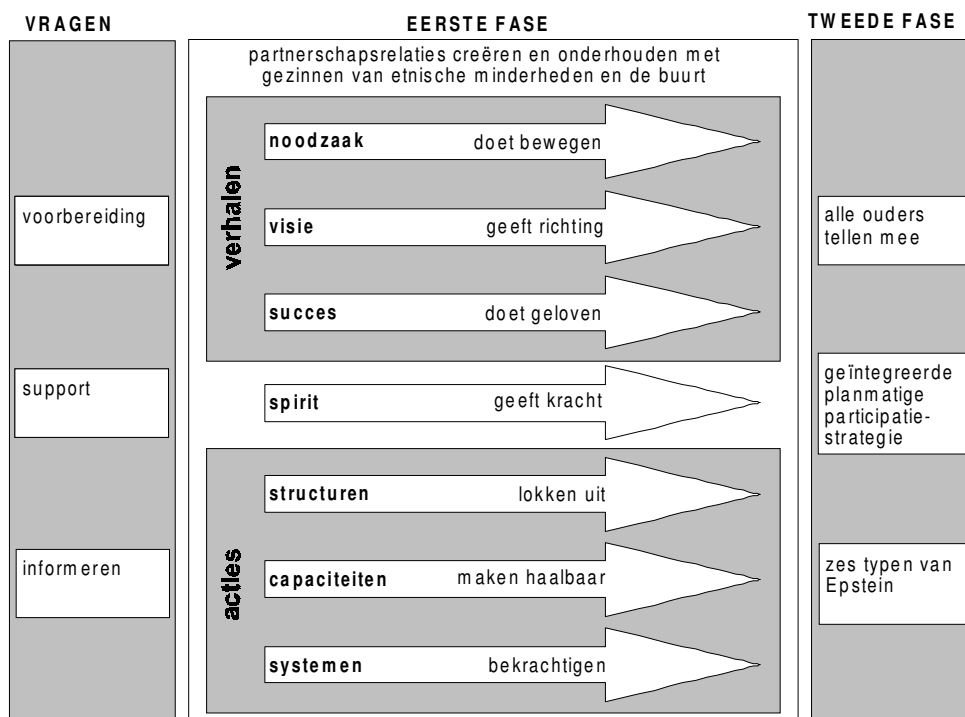 VRAGEN
EERSTE FASE
TWEEDE FASE
partnerschapsrelaties creëren en onderhouden met
gezinnen van etnische minderheden en de buurt
verhalen
noodzaak doet bewegen
visie geeft richting
succes doet geloven
spirit geeft kracht
acties
structuren lokken uit
capaciteiten maken haalbaar
systemen bekrachtigen
voorbereiding
support
informeren
alle ouders
tellen mee
geïntegreerde
planmatige
participatie-
strategie
zes typen van
Epstein